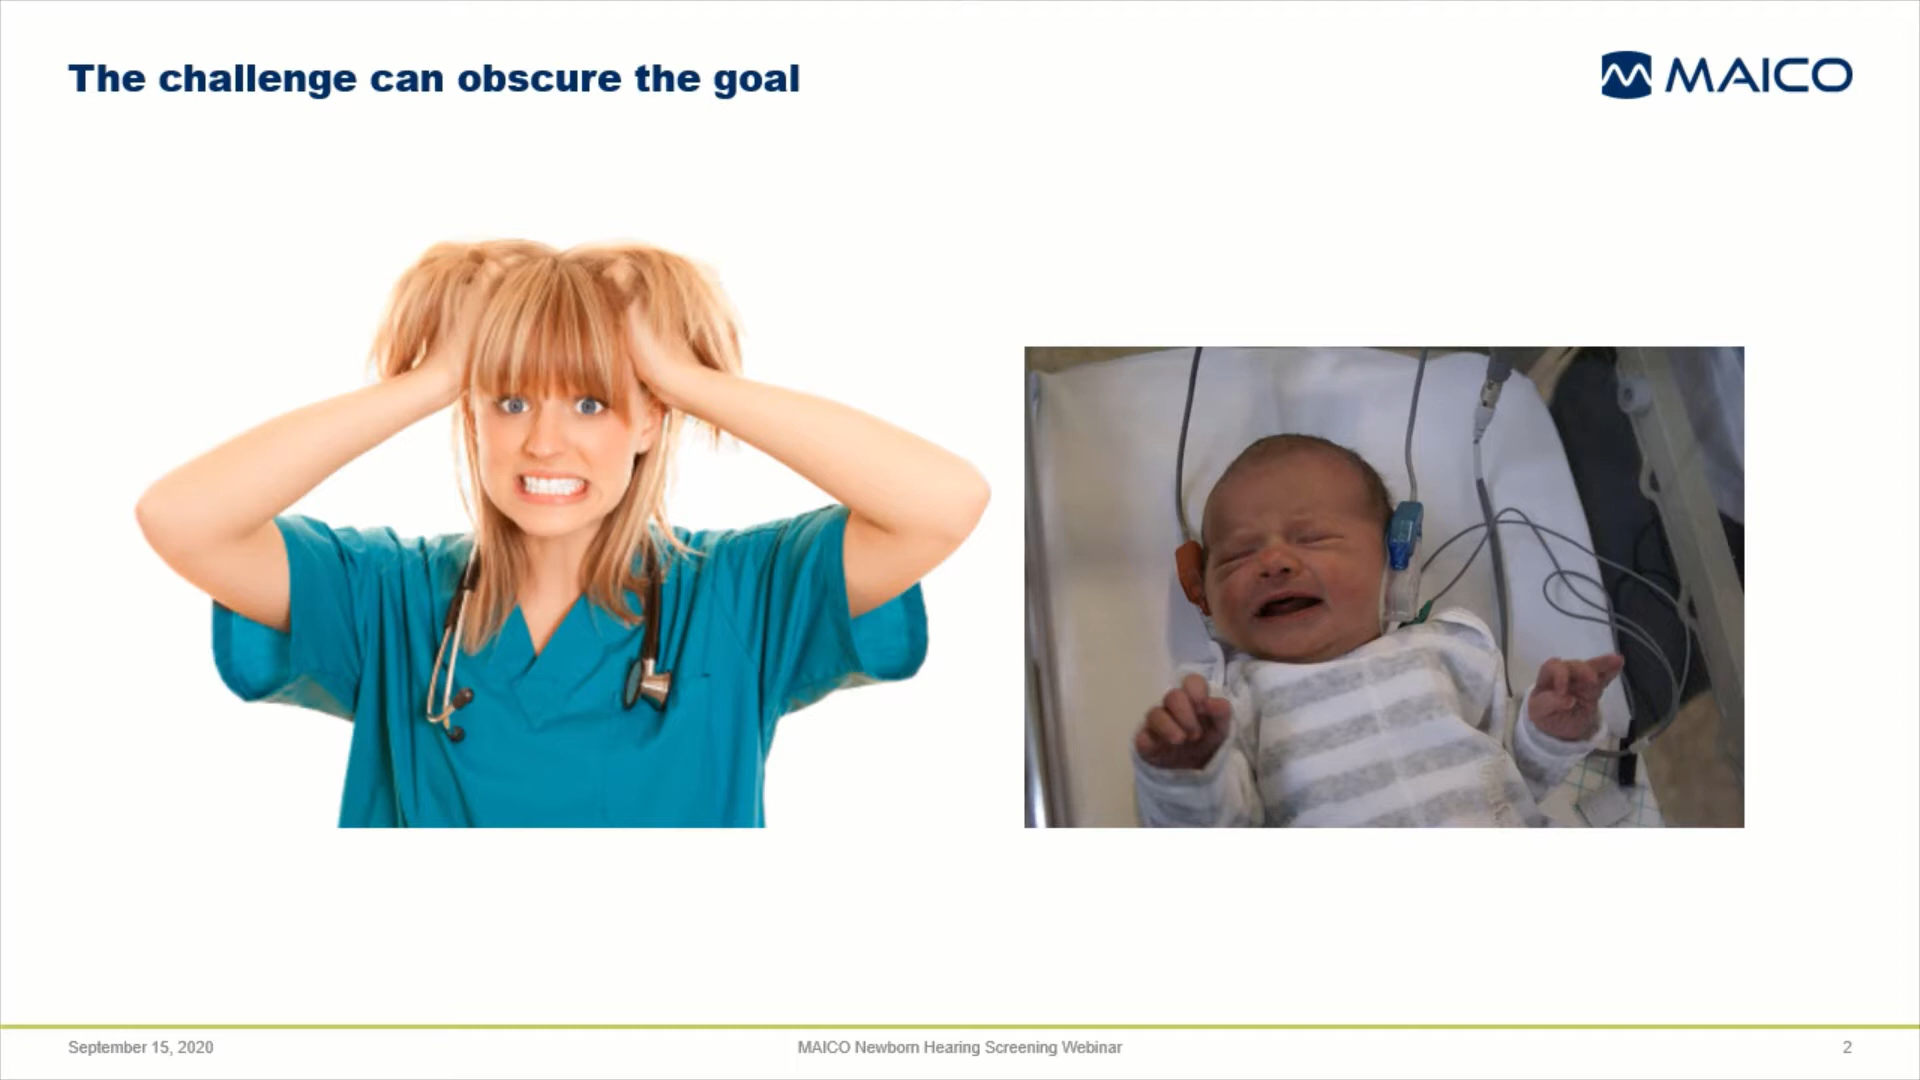 The challenge can obscure the goal
MAICO
September 15, 2020
MAICO Newborn Hearing Screening Webinar
2